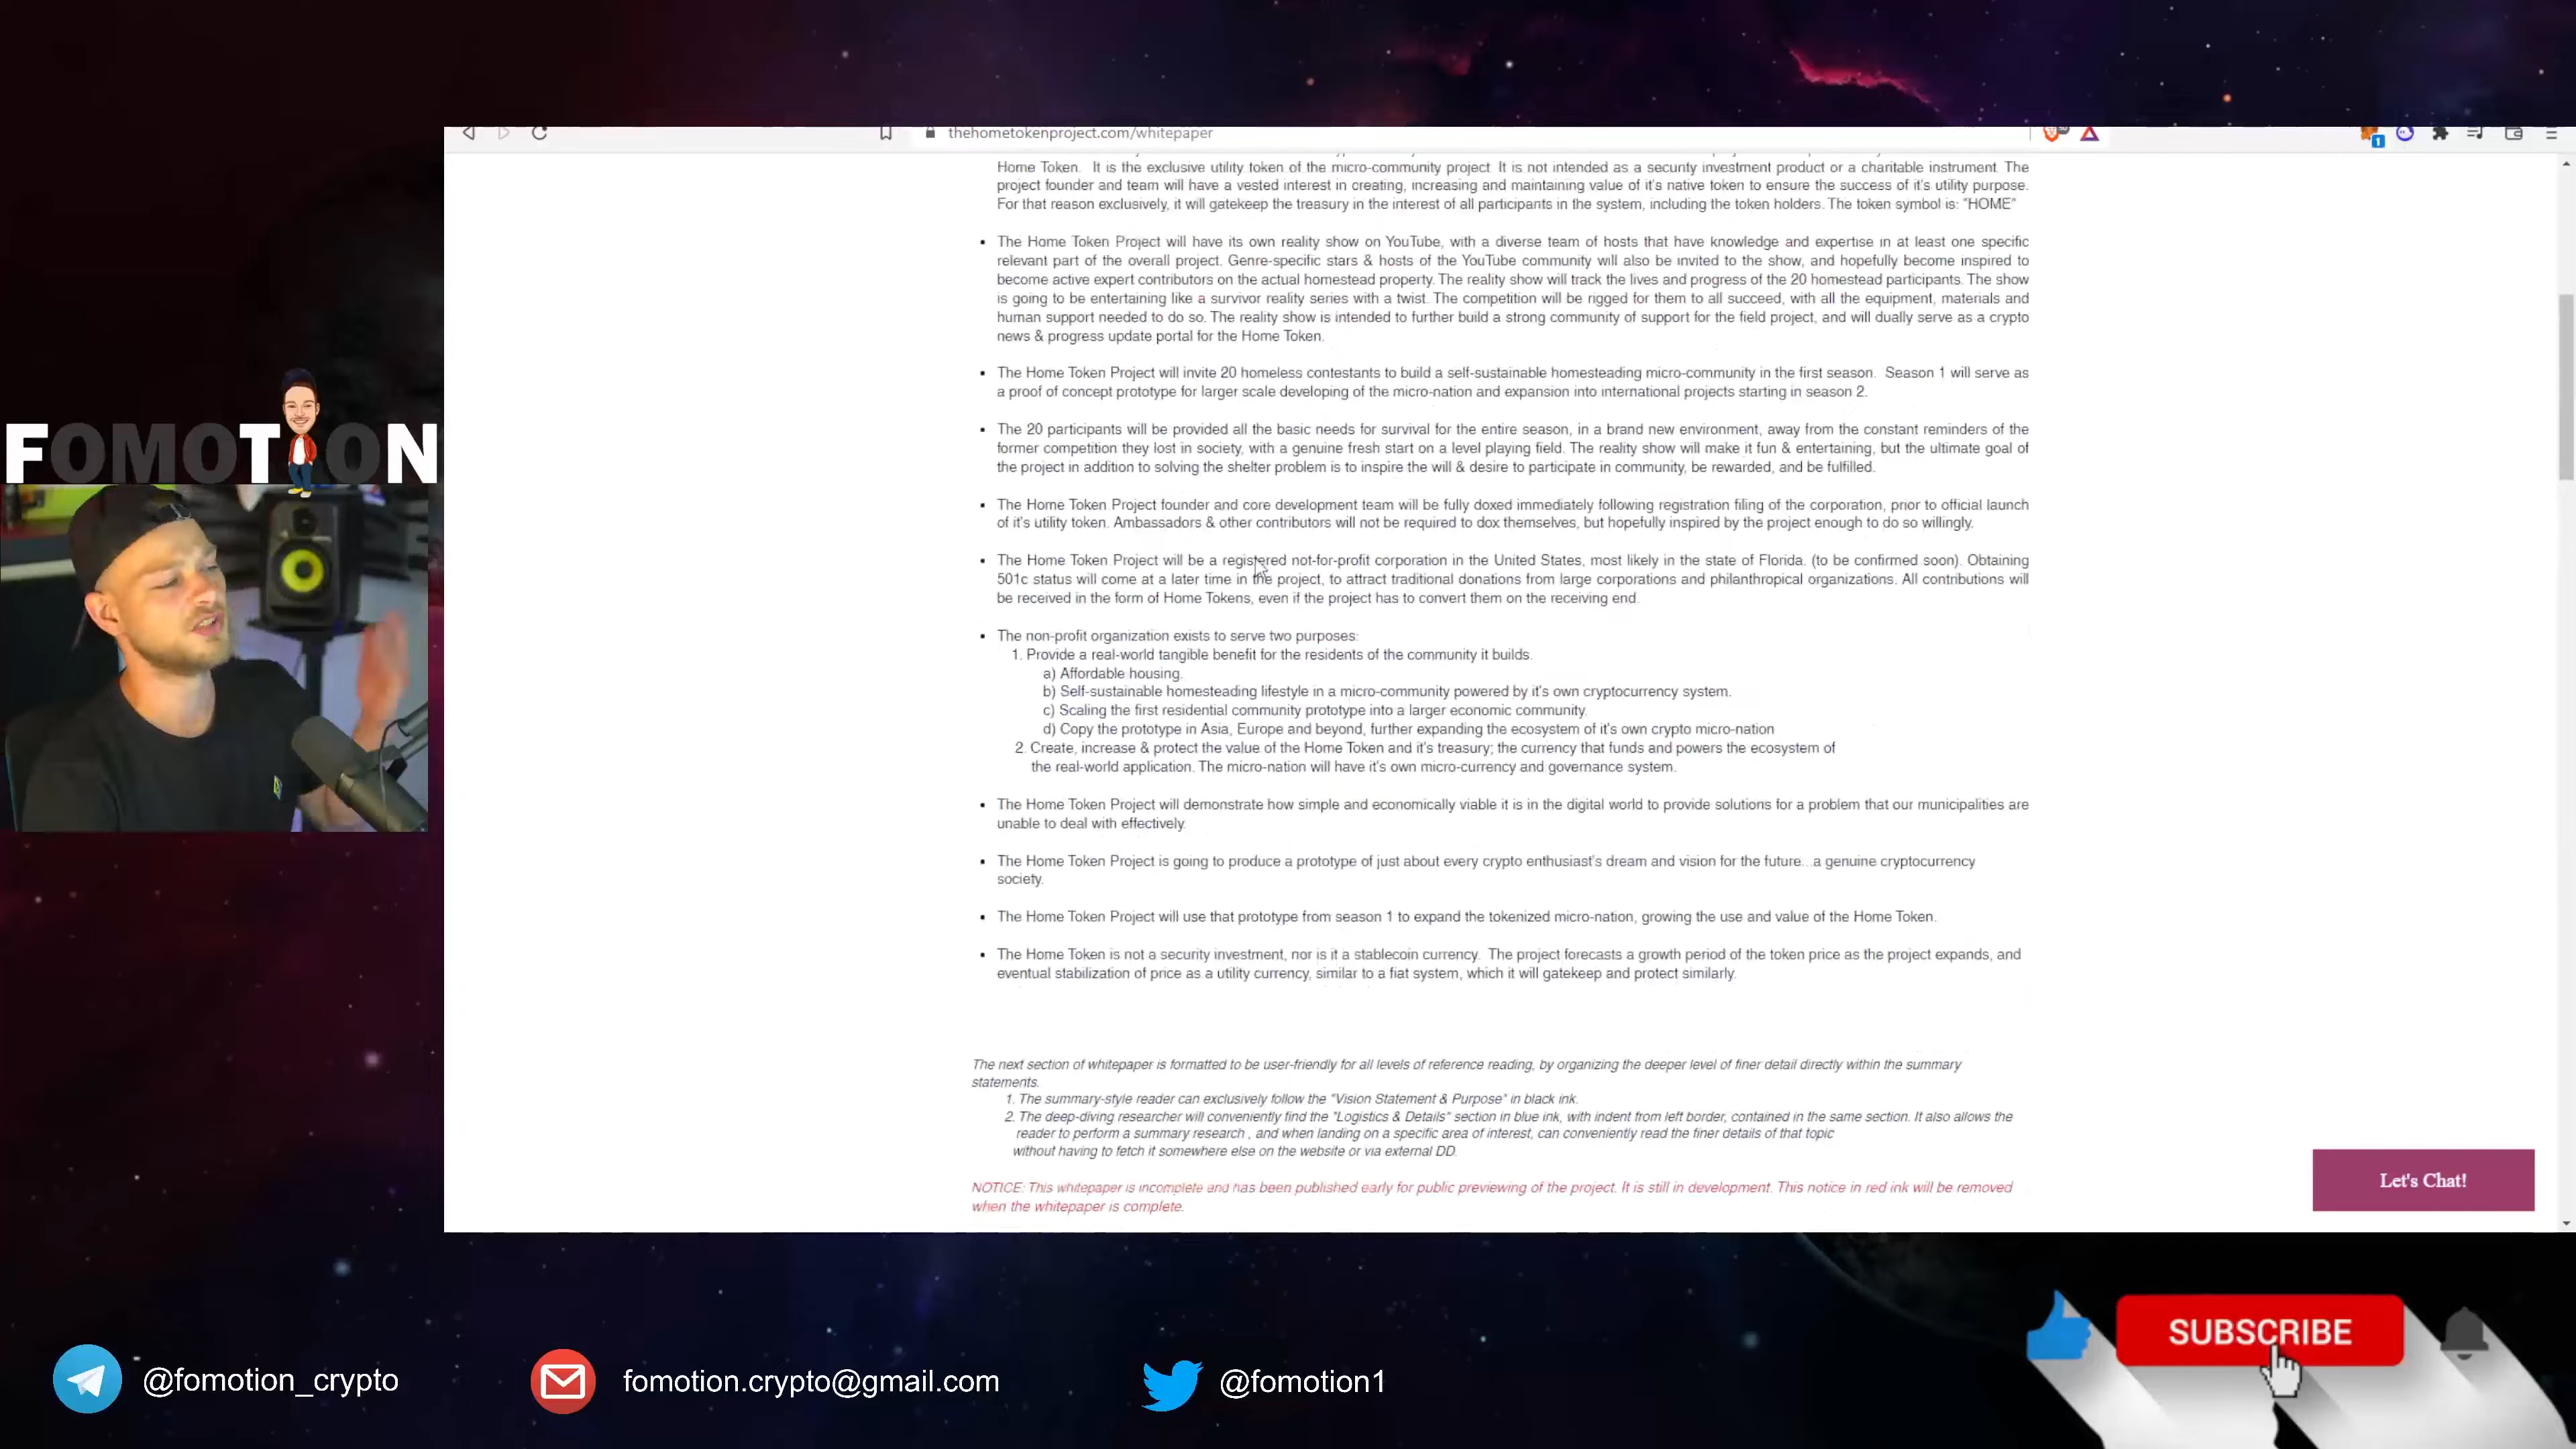 thehometokenproject.com/whitepaper
Home Token. It is the exclusive utility token of the micro-community project. It is not intended as a security investment product or a charitable instrument. The
project founder and team will have a vested interest in creating, increasing and maintaining value of it's native token to ensure the success of it's utility purpose.
For that reason exclusively, it will gatekeep the treasury in the interest of all participants in the system, including the token holders. The token symbol is: "HOME"
• The Home Token Project will have its own reality show on YouTube, with a diverse team of hosts that have knowledge and expertise in at least one specific
relevant part of the overall project. Genre-specific stars & hosts of the YouTube community will also be invited to the show, and hopefully become inspired to
become active expert contributors on the actual homestead property. The reality show will track the lives and progress of the 20 homestead participants. The show
is going to be entertaining like a survivor reality series with a twist. The competition will be rigged for them to all succeed, with all the equipment, materials and
human support needed to do so. The reality show is intended to further build a strong community of support for the field project, and will dually serve as a crypto
news & progress update portal for the Home Token.
• The Home Token Project will invite 20 homeless contestants to build a self-sustainable homesteading micro-community in the first season. Season 1 will serve as
a proof of concept prototype for larger scale developing of the micro-nation and expansion into international projects starting in season 2.
• The 20 participants will be provided all the basic needs for survival for the entire season, in a brand new environment, away from the constant reminders of the
former competition they lost in society, with a genuine fresh start on a level playing field. The reality show will make it fun & entertaining, but the ultimate goal of
the project in addition to solving the shelter problem is to inspire the will & desire to participate in community, be rewarded, and be fulfilled.
• The Home Token Project founder and core development team will be fully doxed immediately following registration filing of the corporation, prior to official launch
of it's utility token. Ambassadors & other contributors will not be required to dox themselves, but hopefully inspired by the project enough to do so willingly.
• The Home Token Project will be a registered not-for-profit corporation in the United States, most likely in the state of Florida. (to be confirmed soon). Obtaining
501c status will come at a later time in the project, to attract traditional donations from large corporations and philanthropical organizations. All contributions will
be received in the form of Home Tokens, even if the project has to convert them on the receiving end.
• The non-profit organization exists to serve two purposes:
1. Provide a real-world tangible benefit for the residents of the community it builds.
a) Affordable housing.
b) Self-sustainable homesteading lifestyle in a micro-community powered by it's own cryptocurrency system.
c) Scaling the first residential community prototype into a larger economic community.
d) Copy the prototype in Asia, Europe and beyond, further expanding the ecosystem of it's own crypto micro-nation
2. Create, increase & protect the value of the Home Token and it's treasury; the currency that funds and powers the ecosystem of
the real-world application. The micro-nation will have it's own micro-currency and governance system.
• The Home Token Project will demonstrate how simple and economically viable it is in the digital world to provide solutions for a problem that our municipalities are
unable to deal with effectively.
• The Home Token Project is going to produce a prototype of just about every crypto enthusiast's dream and vision for the future...a genuine cryptocurrency
society.
• The Home Token Project will use that prototype from season 1 to expand the tokenized micro-nation, growing the use and value of the Home Token.
• The Home Token is not a security investment, nor is it a stablecoin currency. The project forecasts a growth period of the token price as the project expands, and
eventual stabilization of price as a utility currency, similar to a fiat system, which it will gatekeep and protect similarly.
The next section of whitepaper is formatted to be user-friendly for all levels of reference reading, by organizing the deeper level of finer detail directly within the summary
statements.
1. The summary-style reader can exclusively follow the "Vision Statement & Purpose" in black ink.
2. The deep-diving researcher will conveniently find the "Logistics & Details" section in blue ink, with indent from left border, contained in the same section. It also allows the
reader to perform a summary research , and when landing on a specific area of interest, can conveniently read the finer details of that topic
without having to fetch it somewhere else on the website or via external DD.
NOTICE: This whitepaper is incomplete and has been published early for public previewing of the project. It is still in development. This notice in red ink will be removed
when the whitepaper is complete.
Let's Chat!
FOMOTION
1
SUBSCRIBE
@fomotion_crypto
fomotion.crypto@gmail.com
@fomotion1